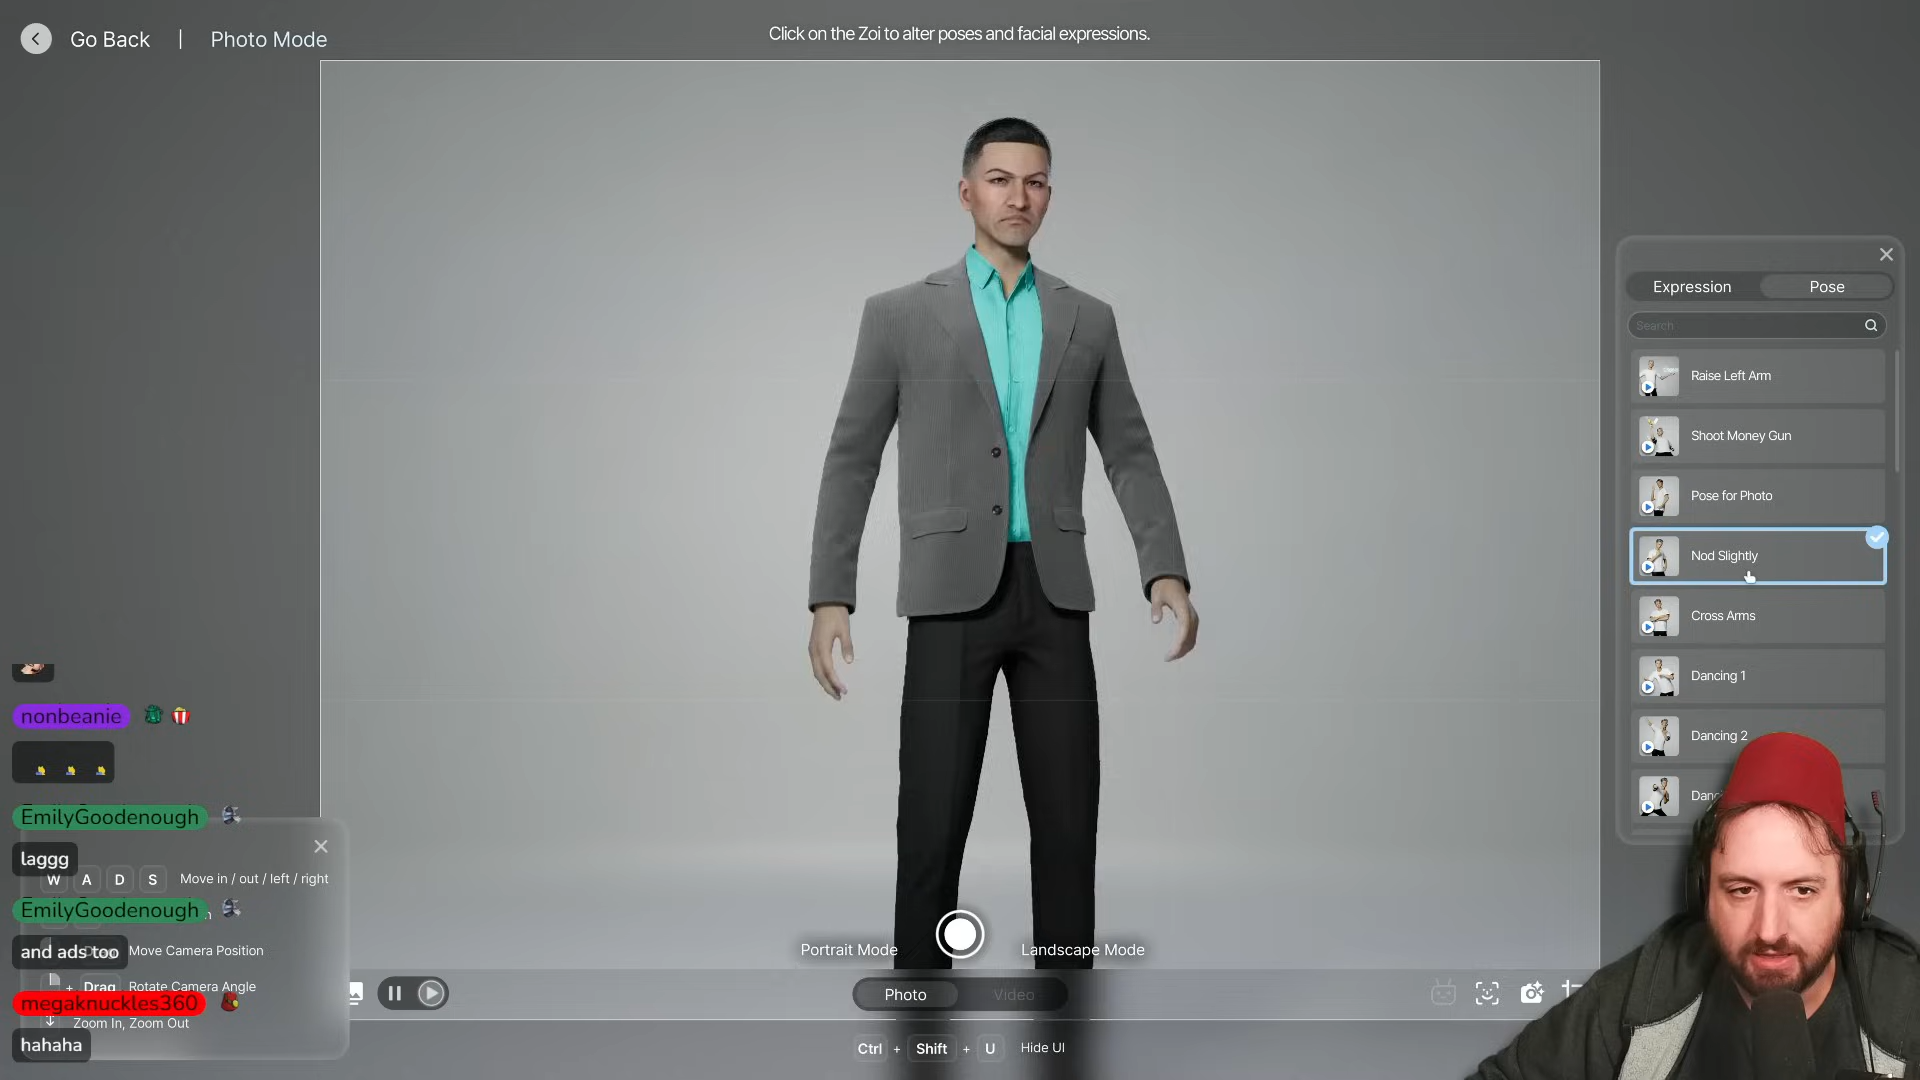 Go Back | Photo Mode
Click on the Zoi to alter poses and facial expressions.
Expression Pose
Search
Raise Left Arm
Shoot Money Gun
Pose for Photo
Nod Slightly
Cross Arms
Dancing 1
Dancing 2
nonbeanie
EmilyGoodenough
laggg
W A D S Move in / out / left / right
EmilyGoodenough
and ads too
Move Camera Position
+ Drag Rotate Camera Angle
megaknuckles360
Zoom In, Zoom Out
hahaha
Portrait Mode Landscape Mode
Photo Video
Ctrl + Shift + U Hide UI